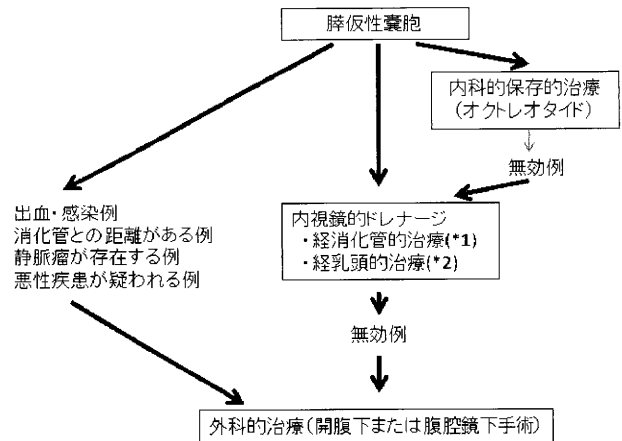 膵仮性嚢胞
内科的保存的治療
(オクトレオタイド)
無効例
出血・感染例
消化管との距離がある例
静脈瘤が存在する例
悪性疾患が疑われる例
内視鏡的ドレナージ
・経消化管的治療(*1)
・経乳頭的治療(*2)
無効例
外科的治療(開腹下または腹腔鏡下手術)